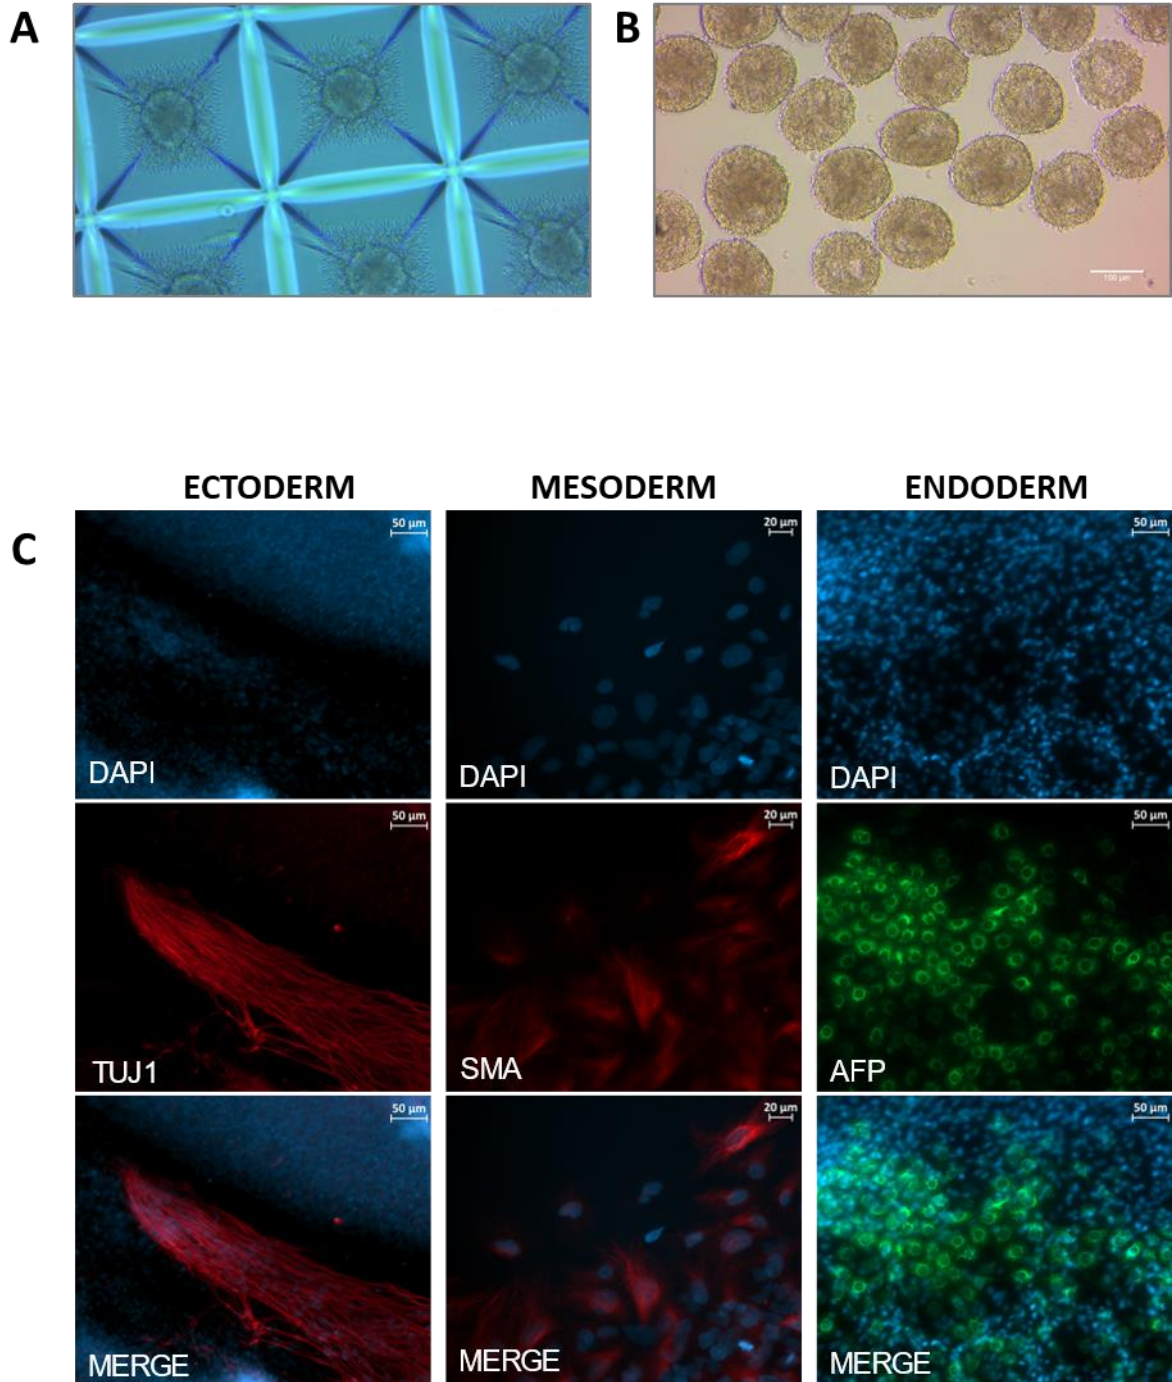 A
B
100 µm
ECTODERM MESODERM ENDODERM
C
50 µm 20 µm 50 µm
DAPI DAPI DAPI
50 µm 20 µm 50 µm
TUJ1 SMA AFP
50 µm 20 µm 50 µm
MERGE MERGE MERGE